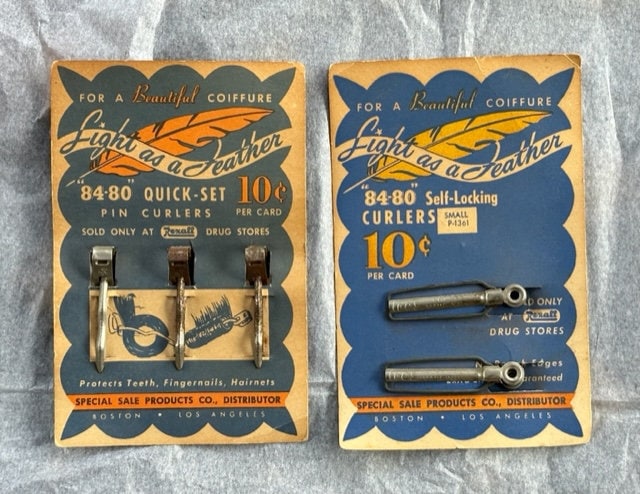 FOR A Beautiful COIFFURE
Light as a Feather
"84-80" QUICK-SET 10¢
PIN CURLERS PER CARD
SOLD ONLY AT Rexall DRUG STORES
Protects Teeth, Fingernails, Hairnets
SPECIAL SALE PRODUCTS CO., DISTRIBUTOR
BOSTON • LOS ANGELES
FOR A Beautiful COIFFURE
Light as a Feather
"84-80" Self-Locking
CURLERS SMALL P-1361
10¢
PER CARD
D ONLY
AT Rexall
DRUG STORES
Edges
aranteed
SPECIAL SALE PRODUCTS CO., DISTRIBUTOR
BOSTON • LOS ANGELES